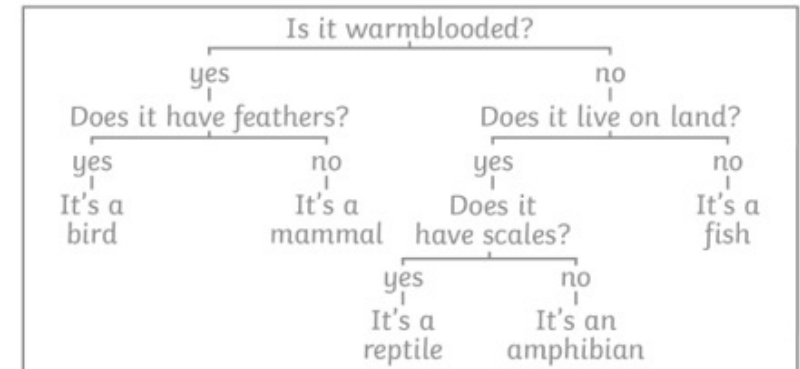 Is it warmblooded?
yes no
Does it have feathers? Does it live on land?
yes no yes no
It's a It's a Does it It's a
bird mammal have scales? fish
yes no
It's a It's an
reptile amphibian